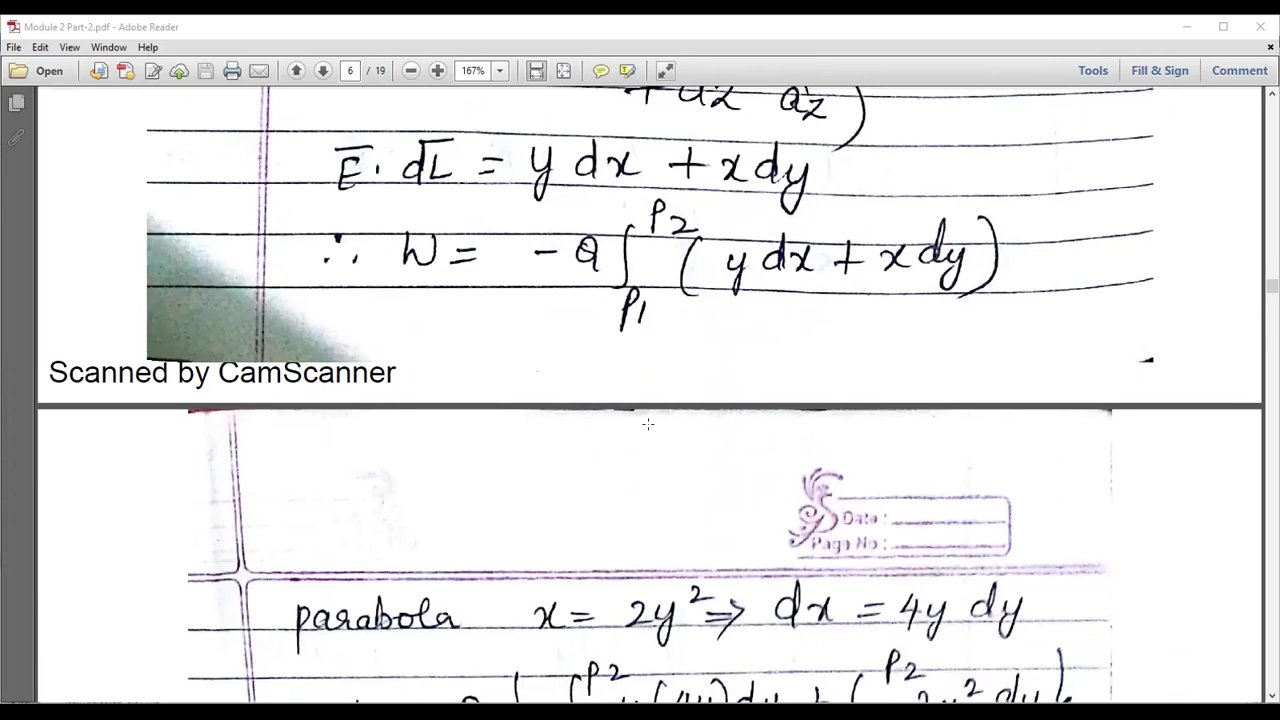 Module 2 Part-2.pdf - Adobe Reader
File Edit View Window Help
Open 6 / 19 167% Tools Fill & Sign Comment
E̅ · dL̅ = y dx + x dy
∴ W = - Q ∫ P1 P2 ( y dx + x dy )
Scanned by CamScanner
Date :
Page No :
parabola x = 2y² ⇒ dx = 4y dy